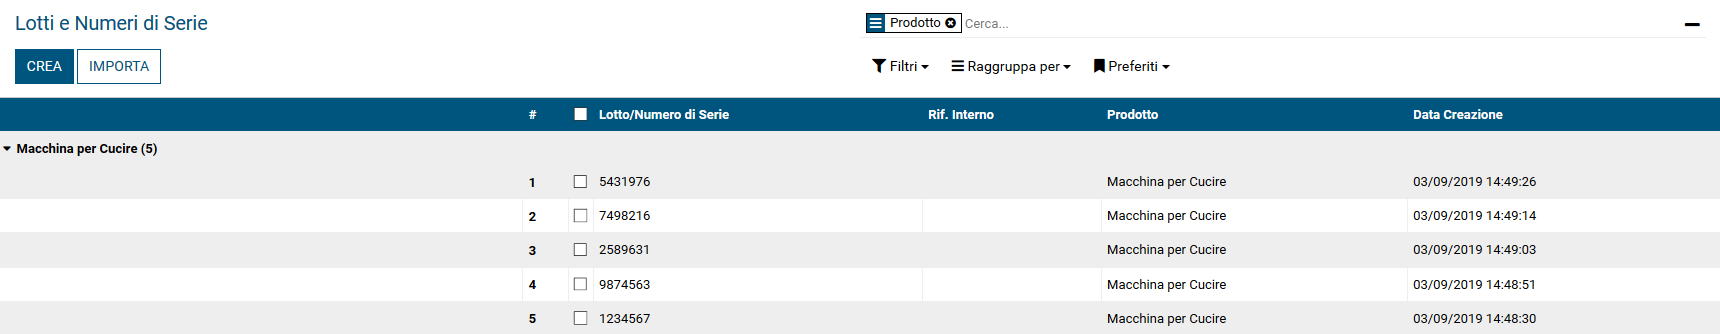 Lotti e Numeri di Serie
Prodotto Cerca...
CREA IMPORTA
Filtri Raggruppa per Preferiti
# Lotto/Numero di Serie Rif. Interno Prodotto Data Creazione
Macchina per Cucire (5)
1 5431976 Macchina per Cucire 03/09/2019 14:49:26
2 7498216 Macchina per Cucire 03/09/2019 14:49:14
3 2589631 Macchina per Cucire 03/09/2019 14:49:03
4 9874563 Macchina per Cucire 03/09/2019 14:48:51
5 1234567 Macchina per Cucire 03/09/2019 14:48:30